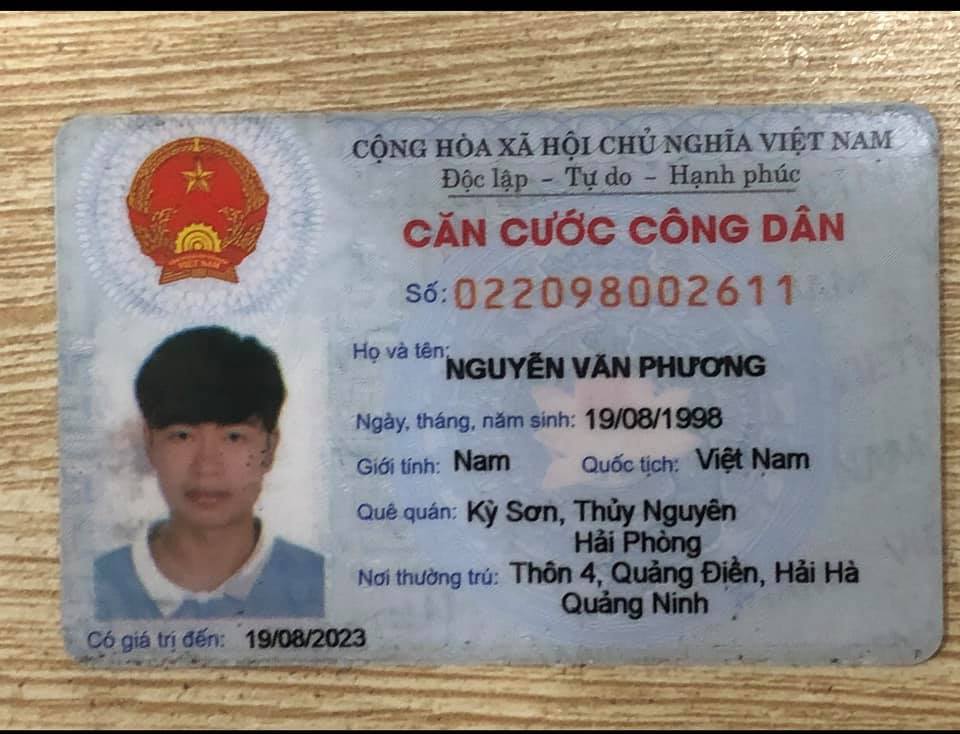 CỘNG HÒA XÃ HỘI CHỦ NGHĨA VIỆT NAM
Độc lập - Tự do - Hạnh phúc
CĂN CƯỚC CÔNG DÂN
Số: 022098002611
Họ và tên: NGUYỄN VĂN PHƯƠNG
Ngày, tháng, năm sinh: 19/08/1998
Giới tính: Nam Quốc tịch: Việt Nam
Quê quán: Kỳ Sơn, Thủy Nguyên
Hải Phòng
Nơi thường trú: Thôn 4, Quảng Điền, Hải Hà
Quảng Ninh
Có giá trị đến: 19/08/2023